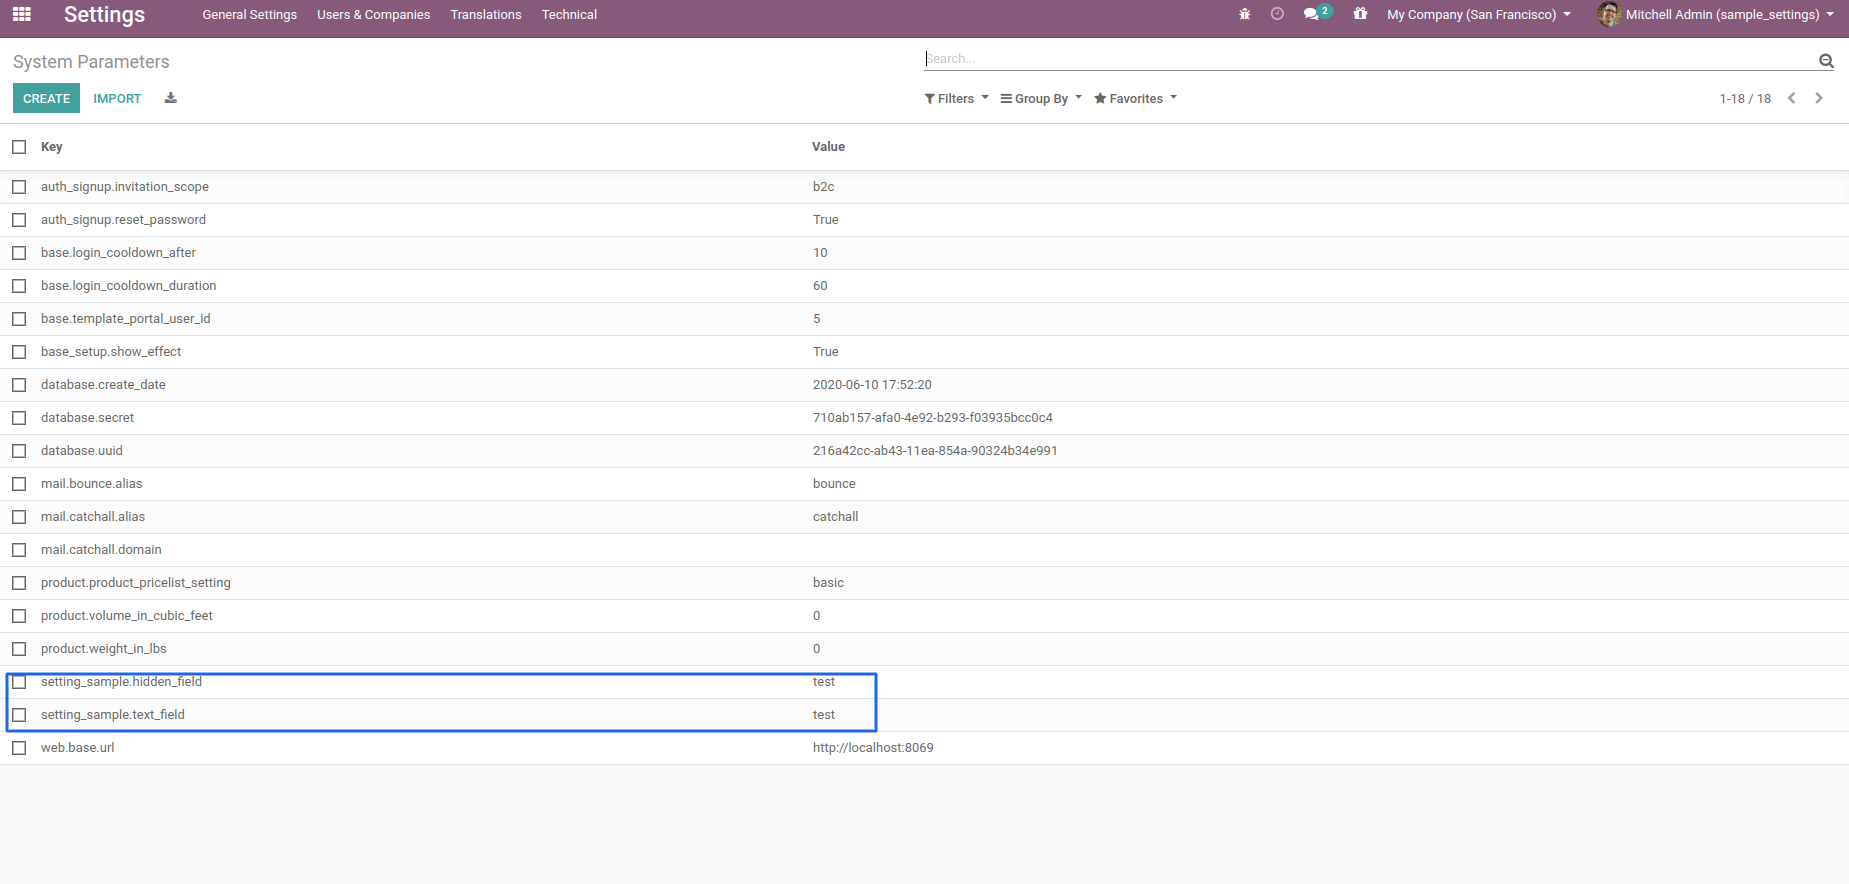 Settings General Settings Users & Companies Translations Technical 2 My Company (San Francisco) Mitchell Admin (sample_settings)
System Parameters Search...
CREATE IMPORT Filters Group By Favorites 1-18 / 18
Key Value
auth_signup.invitation_scope b2c
auth_signup.reset_password True
base.login_cooldown_after 10
base.login_cooldown_duration 60
base.template_portal_user_id 5
base_setup.show_effect True
database.create_date 2020-06-10 17:52:20
database.secret 710ab157-afa0-4e92-b293-f03935bcc0c4
database.uuid 216a42cc-ab43-11ea-854a-90324b34e991
mail.bounce.alias bounce
mail.catchall.alias catchall
mail.catchall.domain
product.product_pricelist_setting basic
product.volume_in_cubic_feet 0
product.weight_in_lbs 0
setting_sample.hidden_field test
setting_sample.text_field test
web.base.url http://localhost:8069